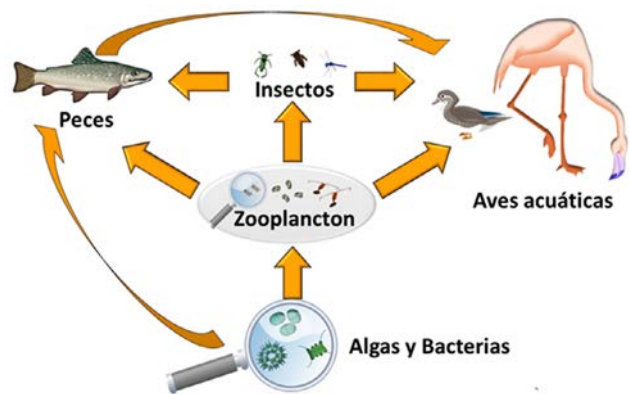 Insectos
Peces
Zooplancton
Aves acuáticas
Algas y Bacterias